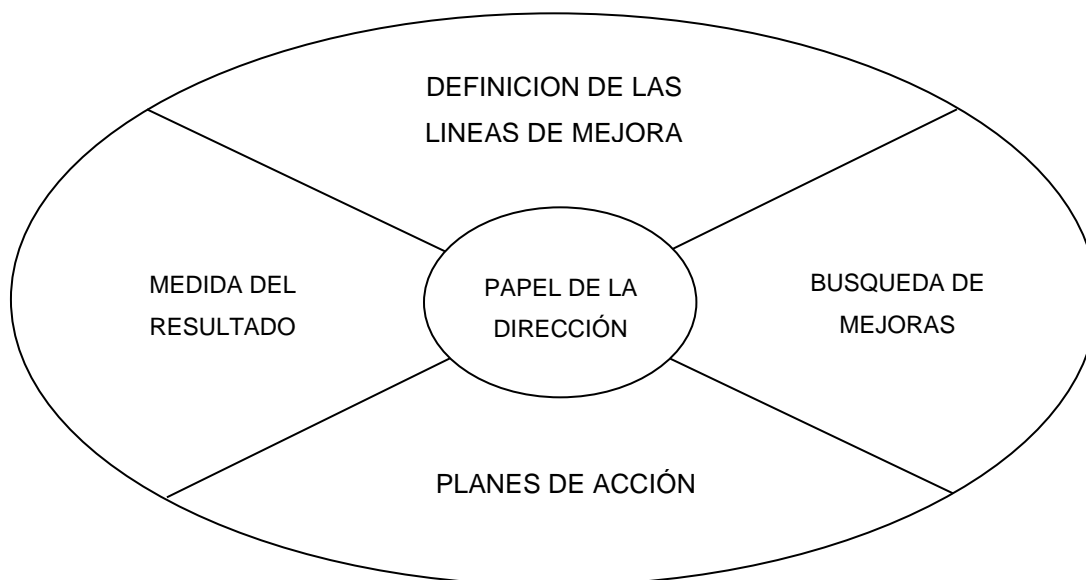 DEFINICION DE LAS
LINEAS DE MEJORA
MEDIDA DEL
RESULTADO
PAPEL DE LA
DIRECCIÓN
BUSQUEDA DE
MEJORAS
PLANES DE ACCIÓN